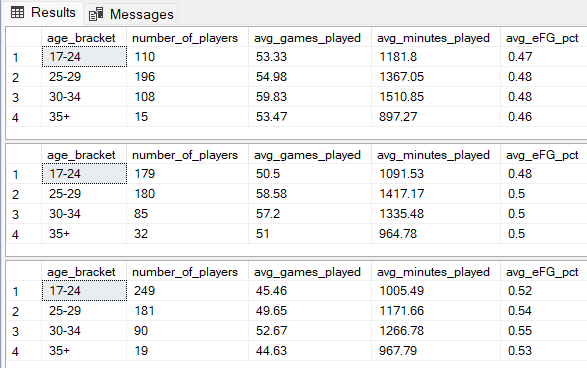 Results Messages
age_bracket number_of_players avg_games_played avg_minutes_played avg_eFG_pct
1 17-24 110 53.33 1181.8 0.47
2 25-29 196 54.98 1367.05 0.48
3 30-34 108 59.83 1510.85 0.48
4 35+ 15 53.47 897.27 0.46
age_bracket number_of_players avg_games_played avg_minutes_played avg_eFG_pct
1 17-24 179 50.5 1091.53 0.48
2 25-29 180 58.58 1417.17 0.5
3 30-34 85 57.2 1335.48 0.5
4 35+ 32 51 964.78 0.5
age_bracket number_of_players avg_games_played avg_minutes_played avg_eFG_pct
1 17-24 249 45.46 1005.49 0.52
2 25-29 181 49.65 1171.66 0.54
3 30-34 90 52.67 1266.78 0.55
4 35+ 19 44.63 967.79 0.53